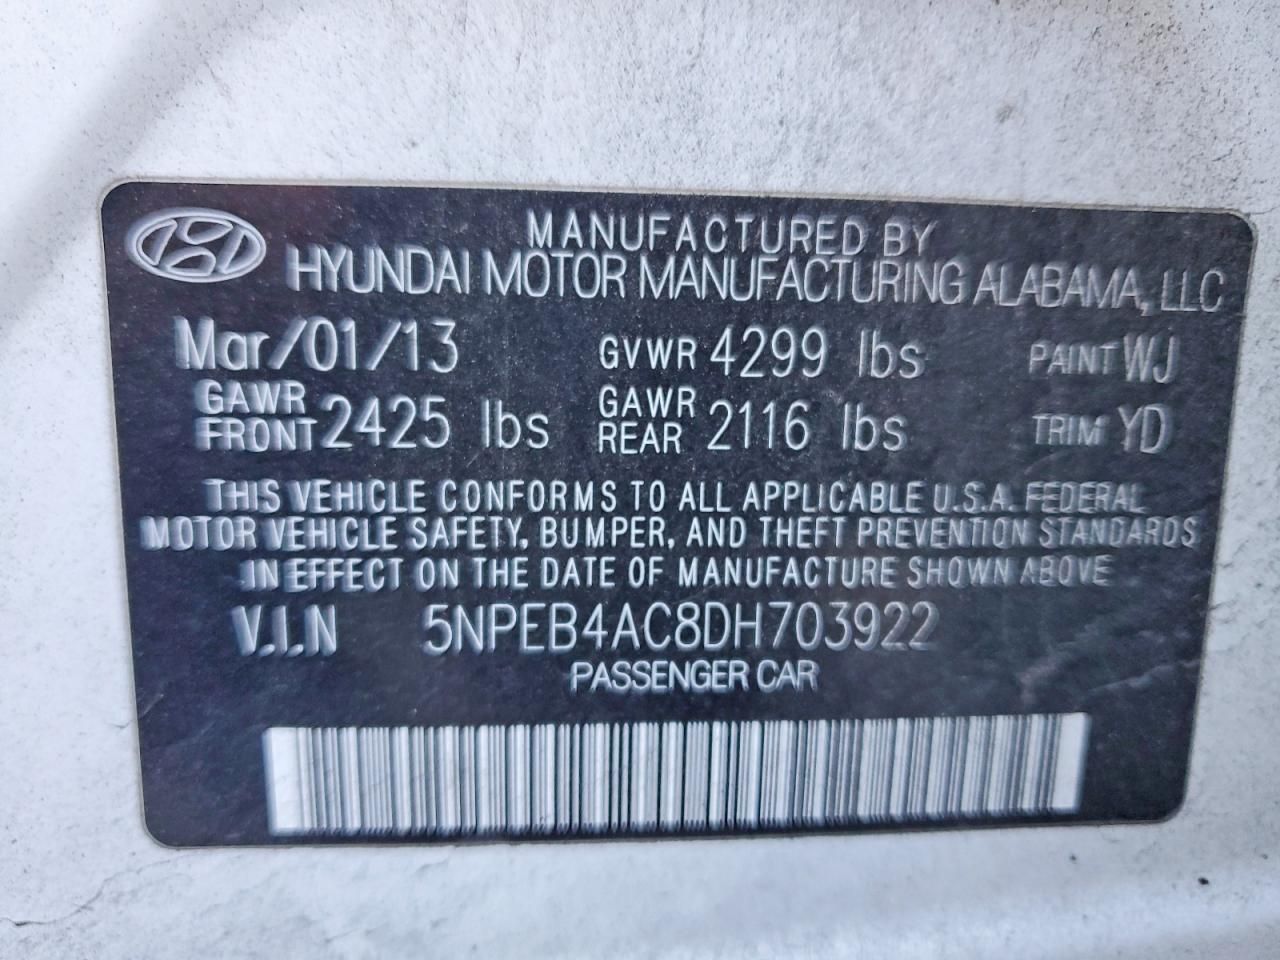 MANUFACTURED BY
HYUNDAI MOTOR MANUFACTURING ALABAMA, LLC
Mar/01/13 GVWR 4299 lbs PAINT WJ
GAWR FRONT 2425 lbs GAWR REAR 2116 lbs TRIM YD
THIS VEHICLE CONFORMS TO ALL APPLICABLE U.S.A. FEDERAL
MOTOR VEHICLE SAFETY, BUMPER, AND THEFT PREVENTION STANDARDS
IN EFFECT ON THE DATE OF MANUFACTURE SHOWN ABOVE
V.I.N 5NPEB4AC8DH703922
PASSENGER CAR